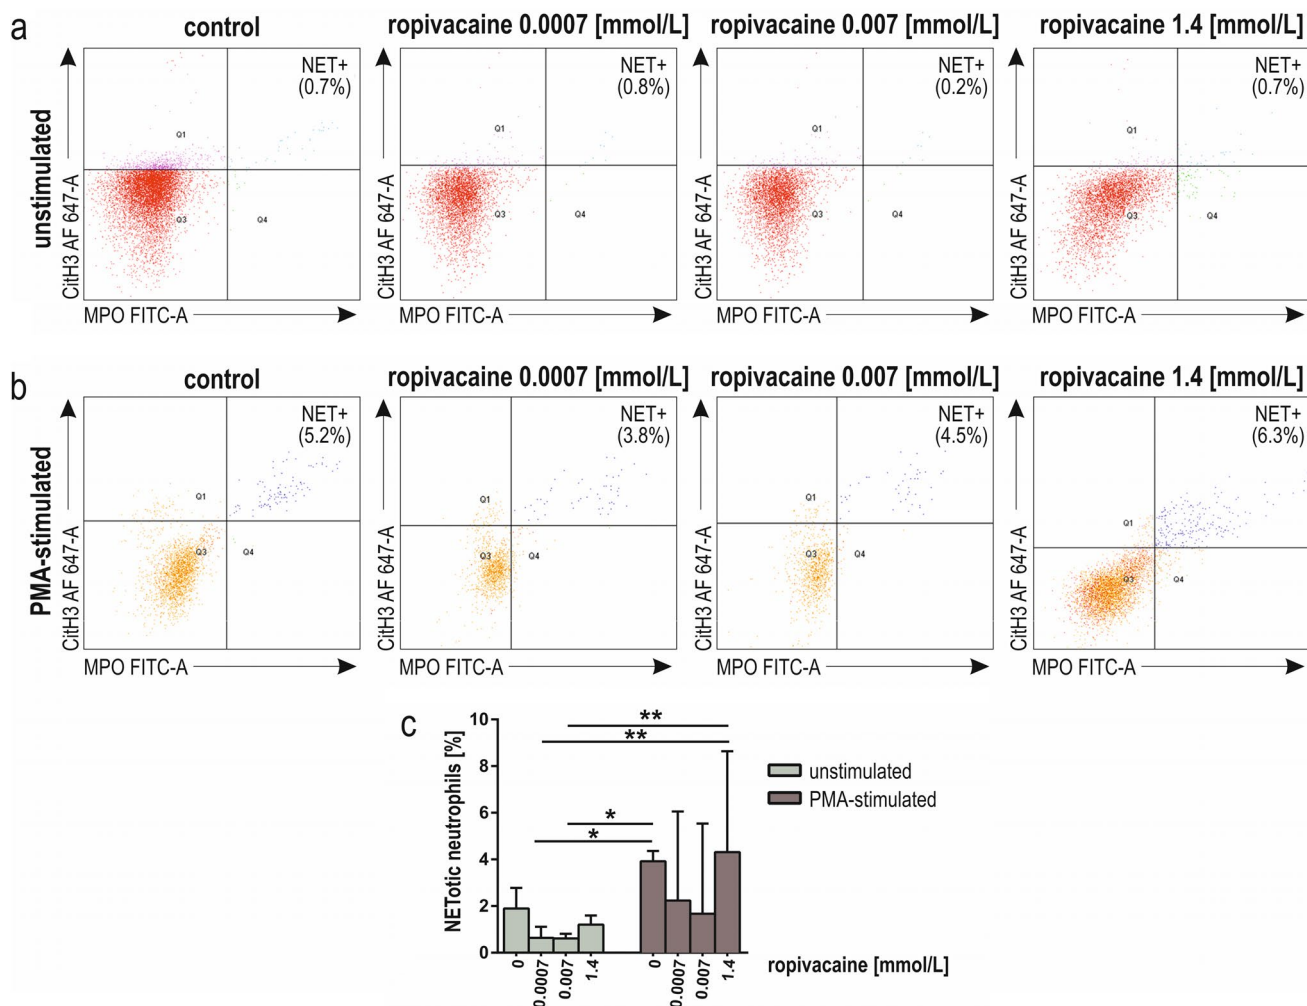 a
control
ropivacaine 0.0007 [mmol/L]
ropivacaine 0.007 [mmol/L]
ropivacaine 1.4 [mmol/L]
unstimulated
CitH3 AF 647-A
NET+
(0.7%)
Q1
Q3
Q4
MPO FITC-A
CitH3 AF 647-A
NET+
(0.8%)
Q1
Q3
Q4
MPO FITC-A
CitH3 AF 647-A
NET+
(0.2%)
Q1
Q3
Q4
MPO FITC-A
CitH3 AF 647-A
NET+
(0.7%)
Q1
Q3
Q4
MPO FITC-A
b
control
ropivacaine 0.0007 [mmol/L]
ropivacaine 0.007 [mmol/L]
ropivacaine 1.4 [mmol/L]
PMA-stimulated
CitH3 AF 647-A
NET+
(5.2%)
Q1
Q3
Q4
MPO FITC-A
CitH3 AF 647-A
NET+
(3.8%)
Q1
Q3
Q4
MPO FITC-A
CitH3 AF 647-A
NET+
(4.5%)
Q1
Q3
Q4
MPO FITC-A
CitH3 AF 647-A
NET+
(6.3%)
Q1
Q3
Q4
MPO FITC-A
c
NETotic neutrophils [%]
10
8
6
4
2
0
**
**
*
*
unstimulated
PMA-stimulated
0
0.0007
0.007
1.4
0
0.0007
0.007
1.4
ropivacaine [mmol/L]